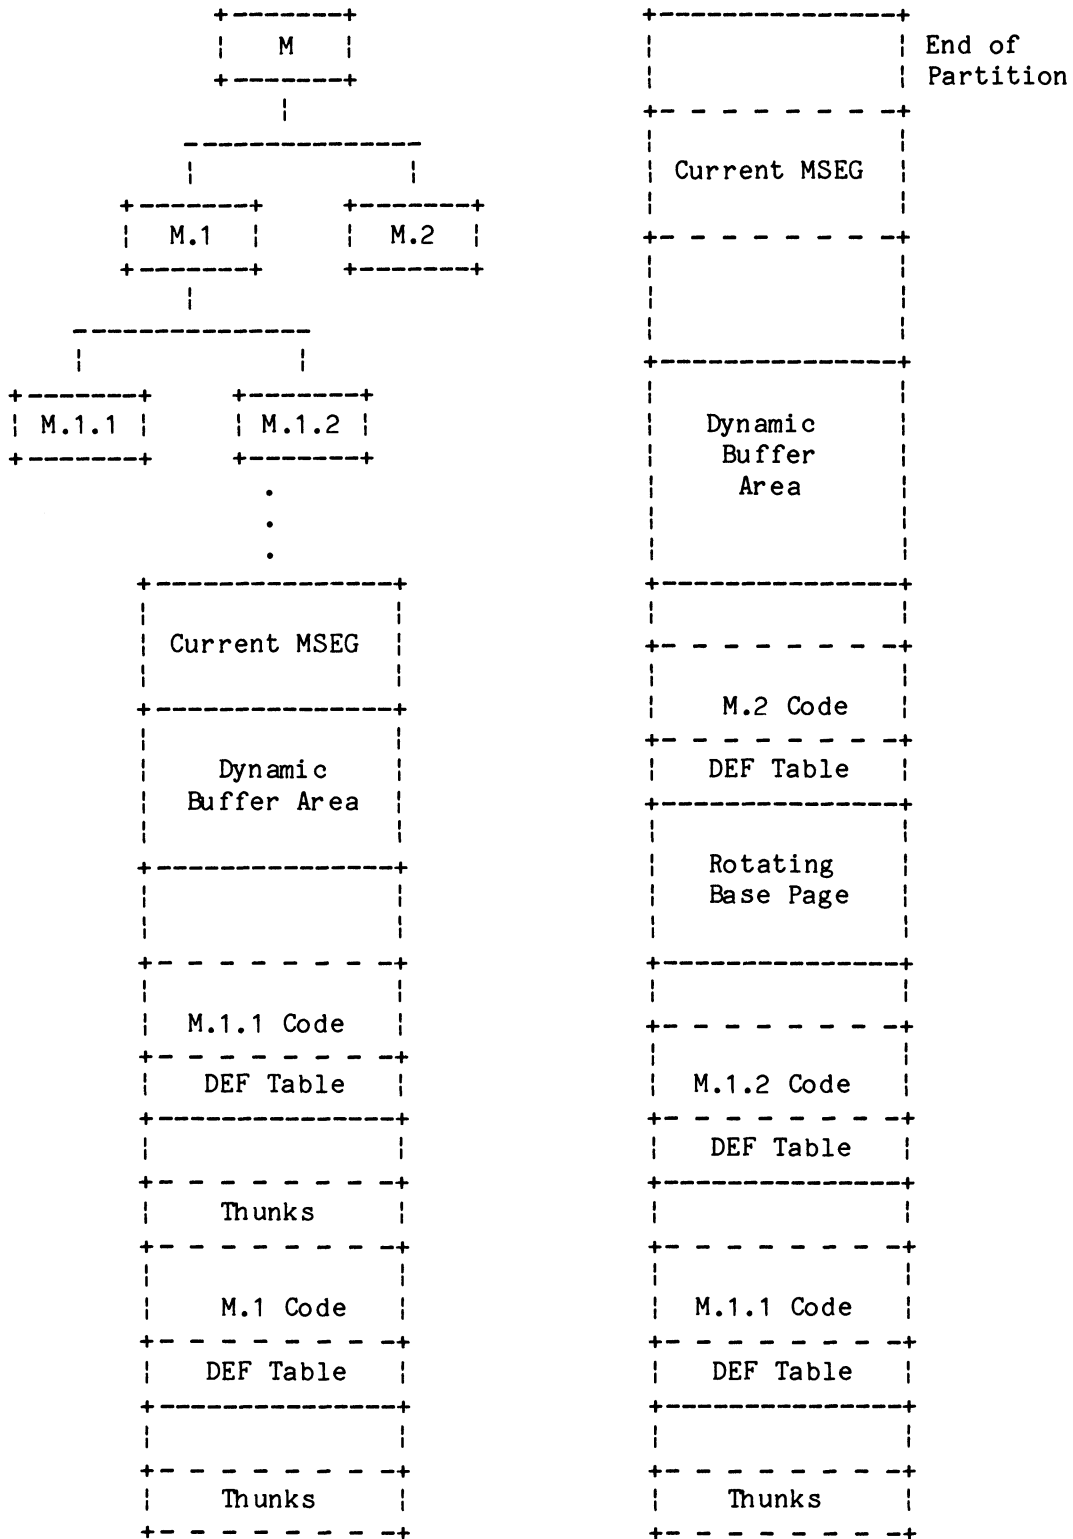 M
M.1
M.2
M.1.1
M.1.2
.
.
.
Current MSEG
Dynamic
Buffer Area
M.1.1 Code
DEF Table
Thunks
M.1 Code
DEF Table
Thunks
End of
Partition
Current MSEG
Dynamic
Buffer
Area
M.2 Code
DEF Table
Rotating
Base Page
M.1.2 Code
DEF Table
M.1.1 Code
DEF Table
Thunks